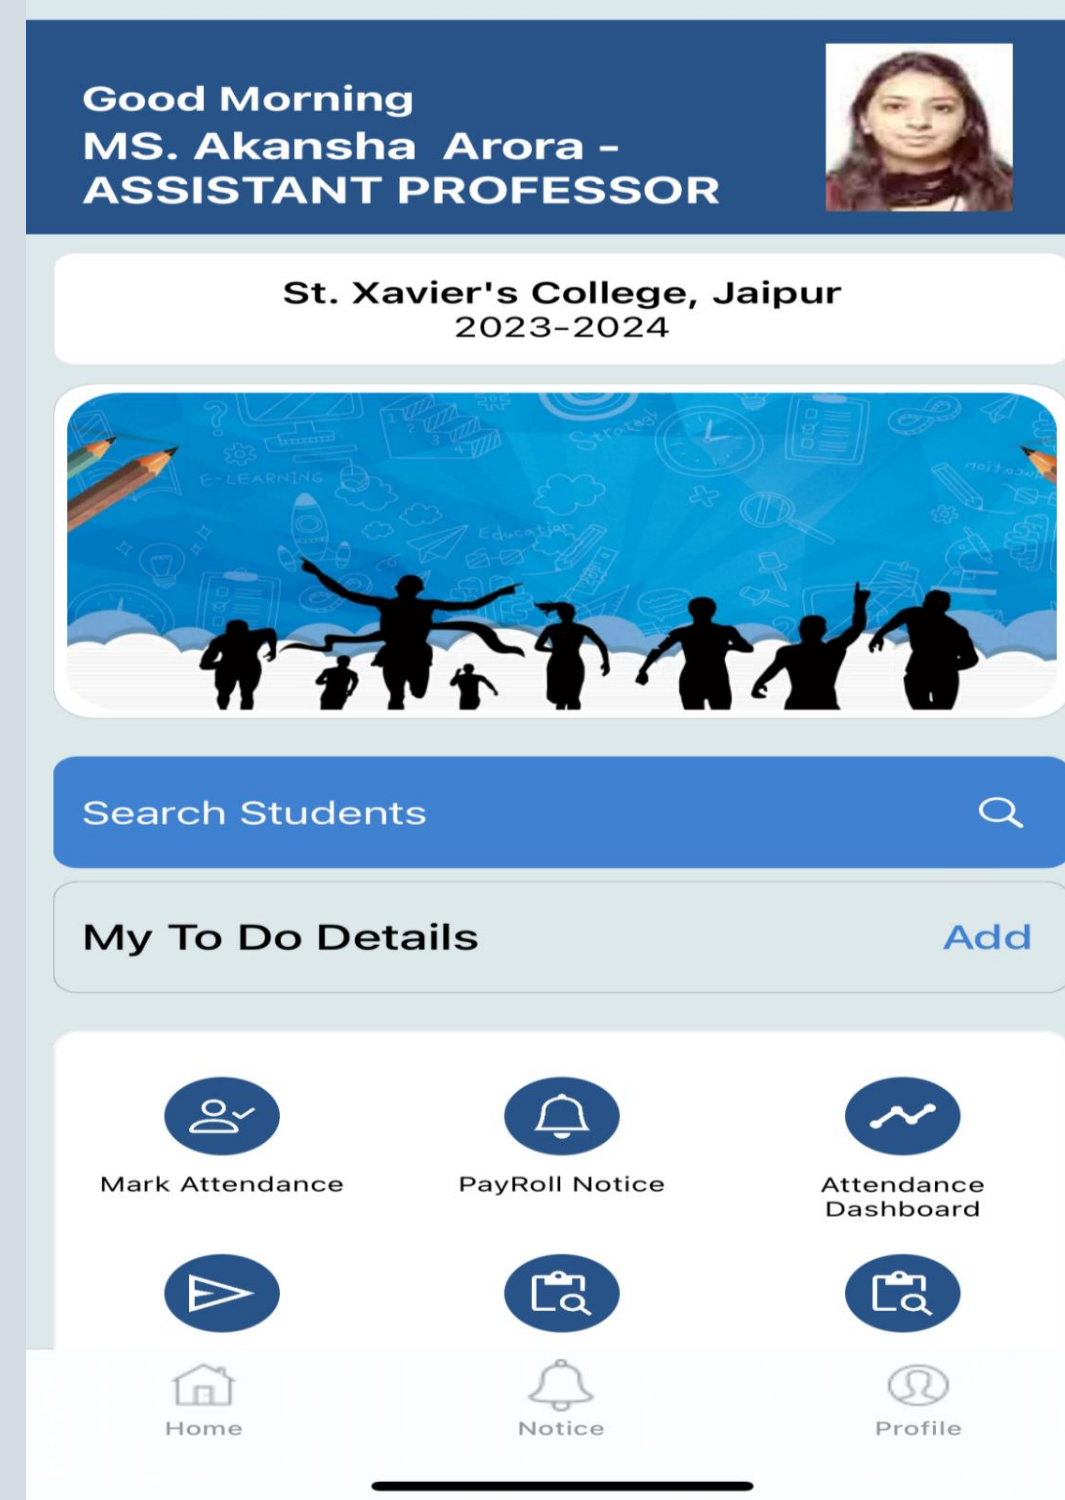 Good Morning
MS. Akansha  Arora -
ASSISTANT PROFESSOR
St. Xavier's College, Jaipur
2023-2024
E-LEARNING
Strategy
Education
Search Students
My To Do Details
Add
Mark Attendance
PayRoll Notice
Attendance
Dashboard
Home
Notice
Profile